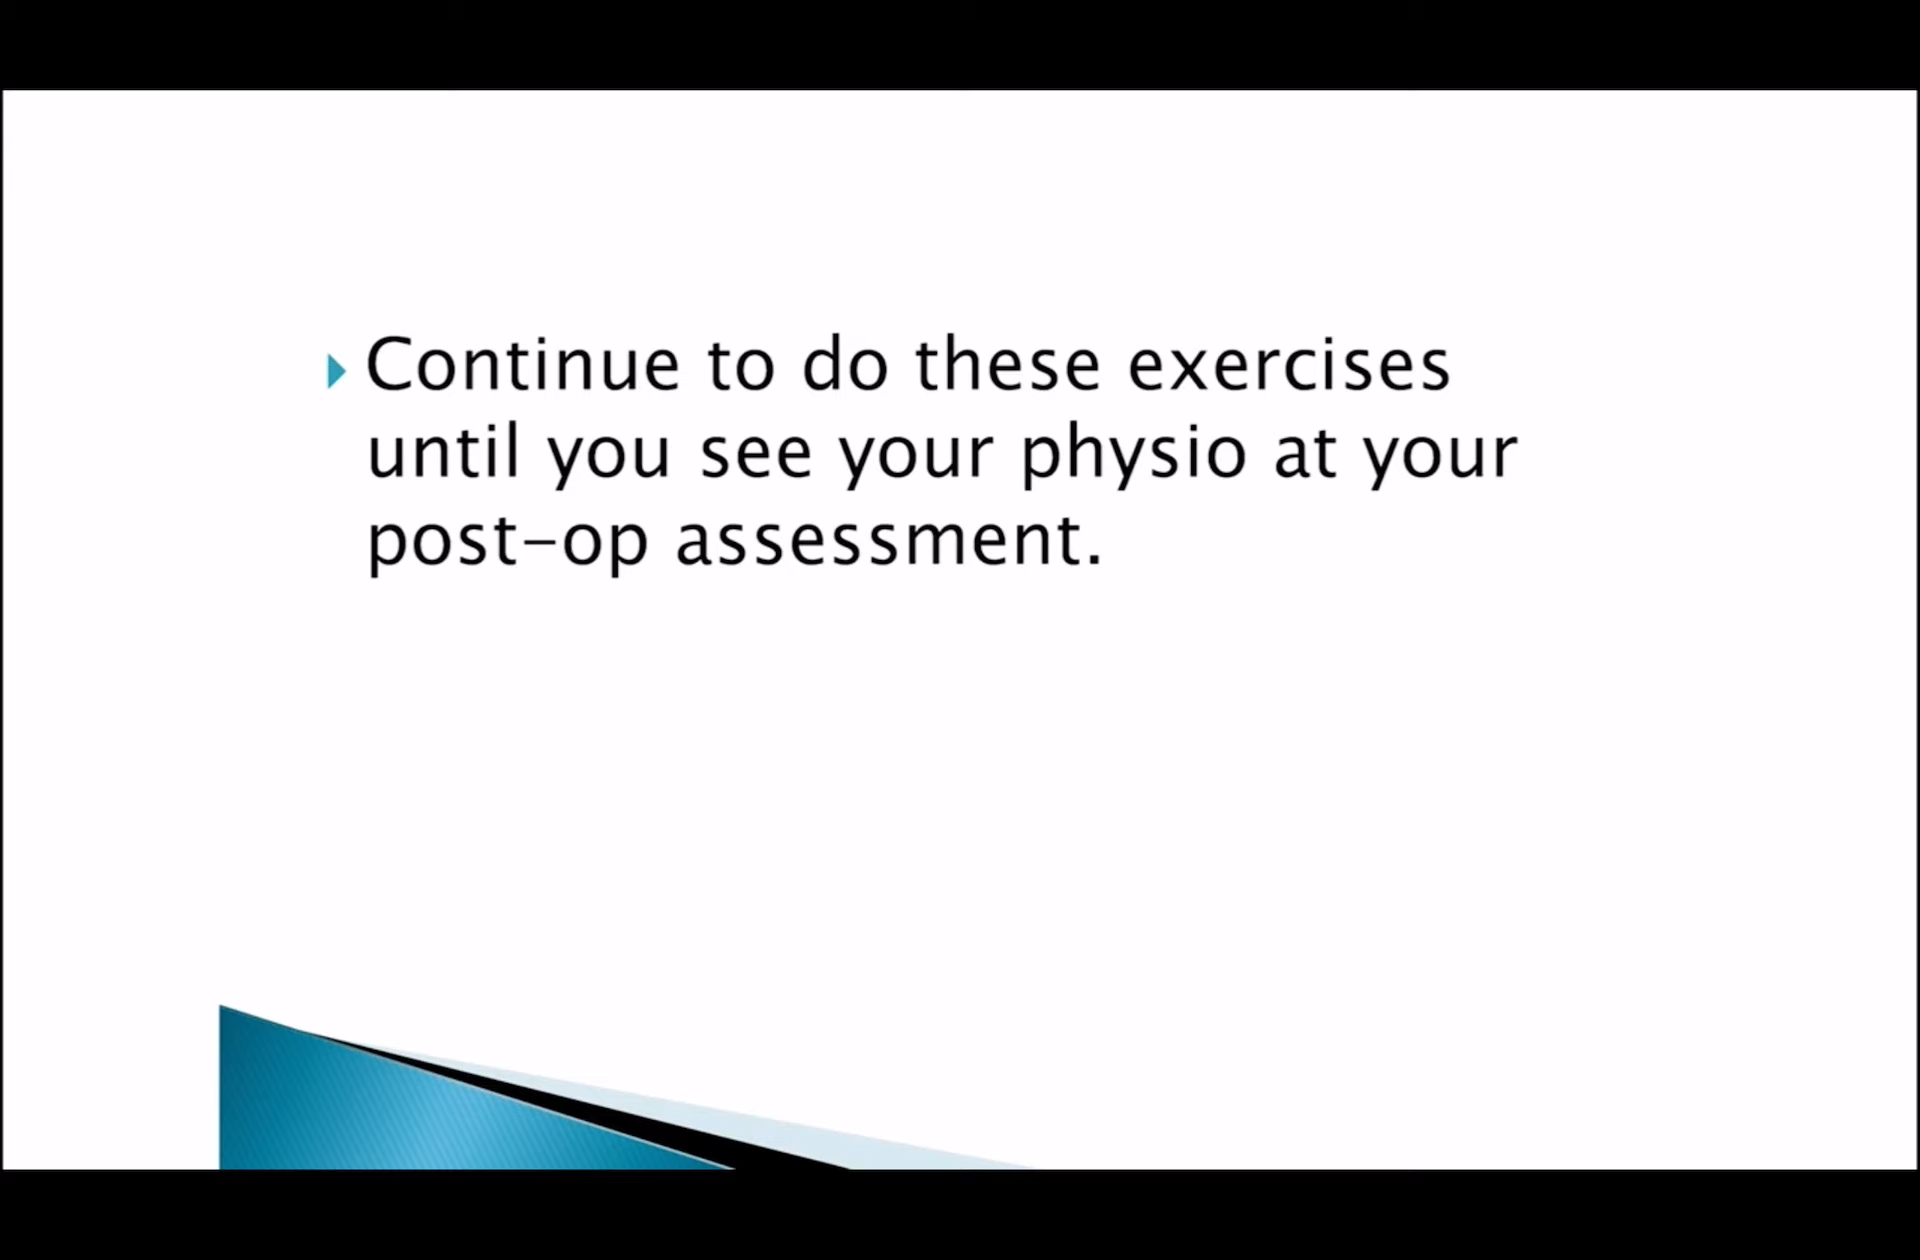 Continue to do these exercises
until you see your physio at your
post-op assessment.